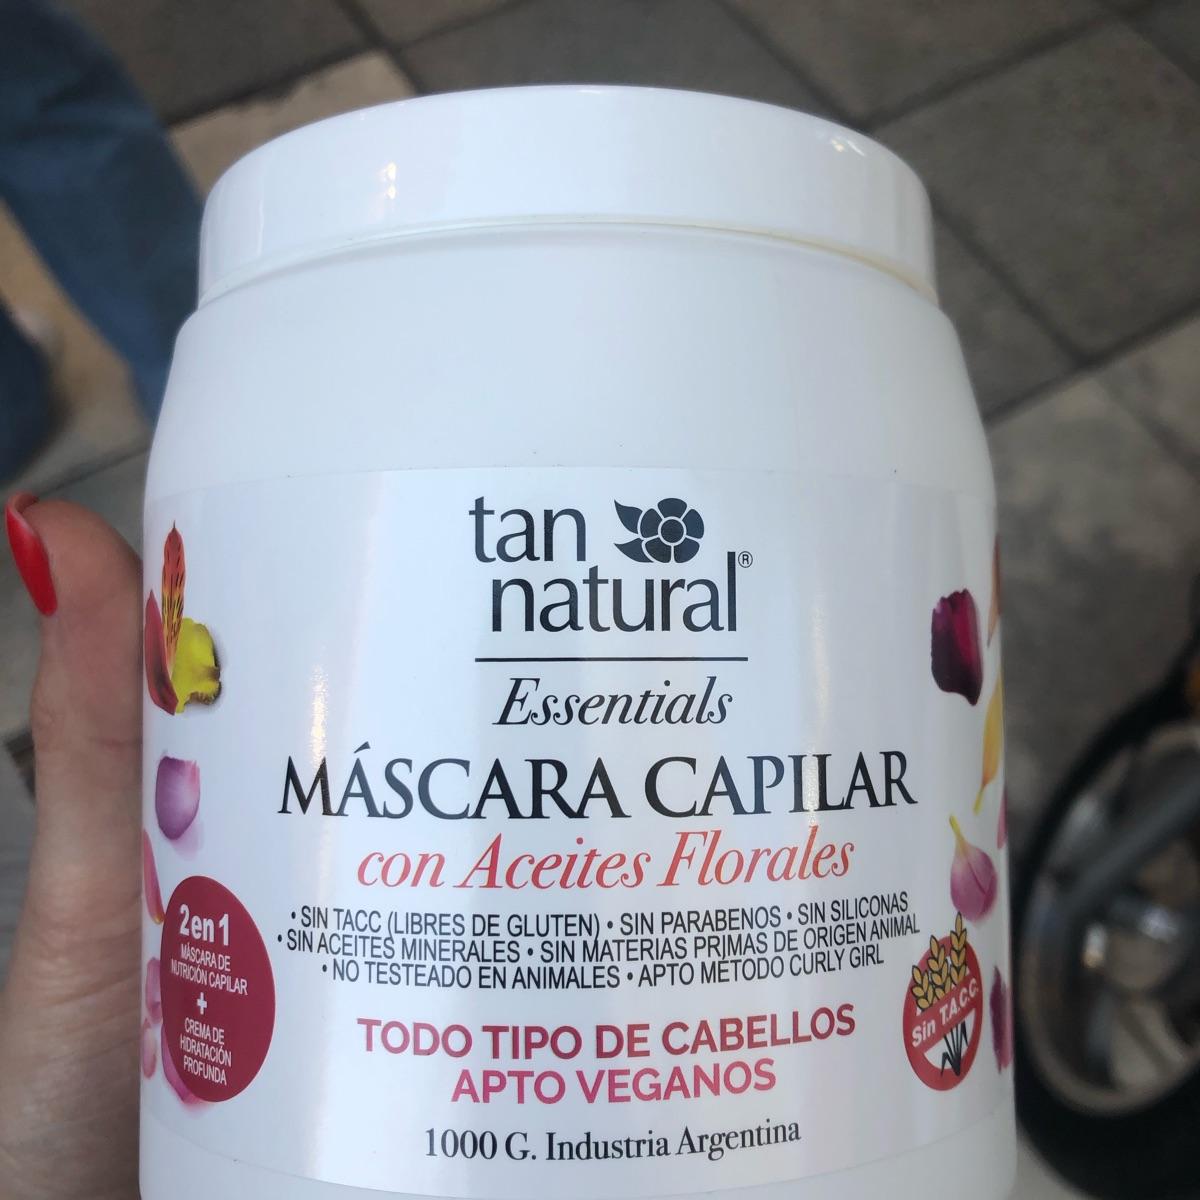 tan
natural®
Essentials
MÁSCARA CAPILAR
con Aceites Florales
• SIN TACC (LIBRES DE GLUTEN) • SIN PARABENOS • SIN SILICONAS
• SIN ACEITES MINERALES • SIN MATERIAS PRIMAS DE ORIGEN ANIMAL
• NO TESTEADO EN ANIMALES • APTO MÉTODO CURLY GIRL
2 en 1
MÁSCARA DE
NUTRICIÓN CAPILAR
+
CREMA DE
HIDRATACIÓN
PROFUNDA
Sin T.A.C.C.
TODO TIPO DE CABELLOS
APTO VEGANOS
1000 G. Industria Argentina